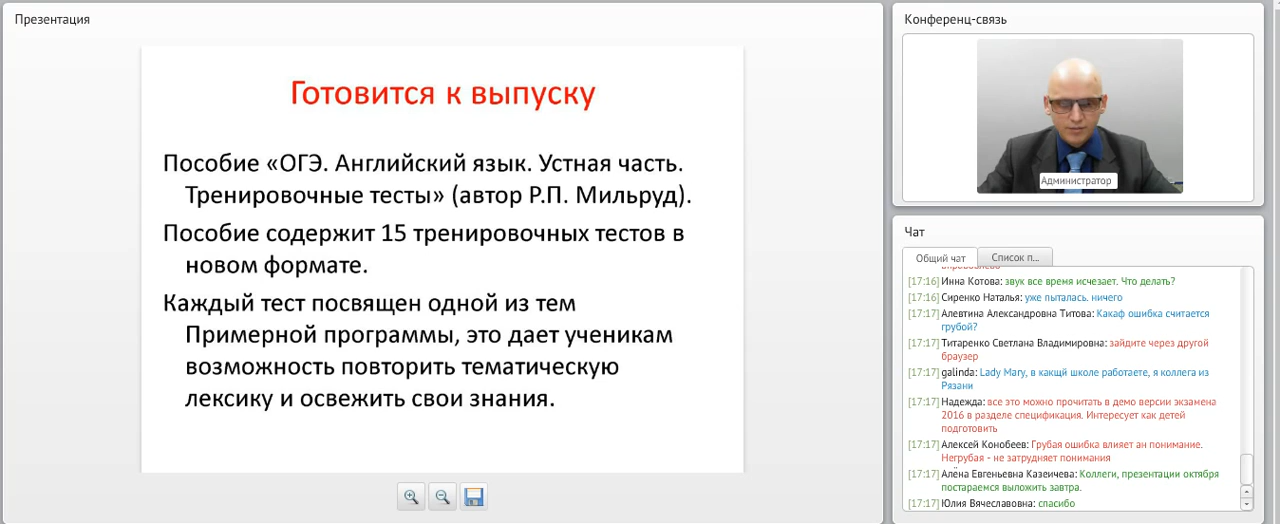 Презентация
Готовится к выпуску
Пособие «ОГЭ. Английский язык. Устная часть.
Тренировочные тесты» (автор Р.П. Мильруд).
Пособие содержит 15 тренировочных тестов в
новом формате.
Каждый тест посвящен одной из тем
Примерной программы, это дает ученикам
возможность повторить тематическую
лексику и освежить свои знания.
Конференц-связь
Администратор
Чат
Общий чат
Список п...
[17:16] Инна Котова: звук все время исчезает. Что делать?
[17:16] Сиренко Наталья: уже пыталась. ничего
[17:17] Алевтина Александровна Титова: Какаф ошибка считается
грубой?
[17:17] Титаренко Светлана Владимировна: зайдите через другой
браузер
[17:17] galinda: Lady Mary, в какщй школе работаете, я коллега из
Рязани
[17:17] Надежда: все это можно прочитать в демо версии экзамена
2016 в разделе спецификация. Интересует как детей
подготовить
[17:17] Алексей Конобеев: Грубая ошибка влияет ан понимание.
Негрубая - не затрудняет понимания
[17:17] Алёна Евгеньевна Казеичева: Коллеги, презентации октября
постараемся выложить завтра.
[17:17] Юлия Вячеславовна: спасибо